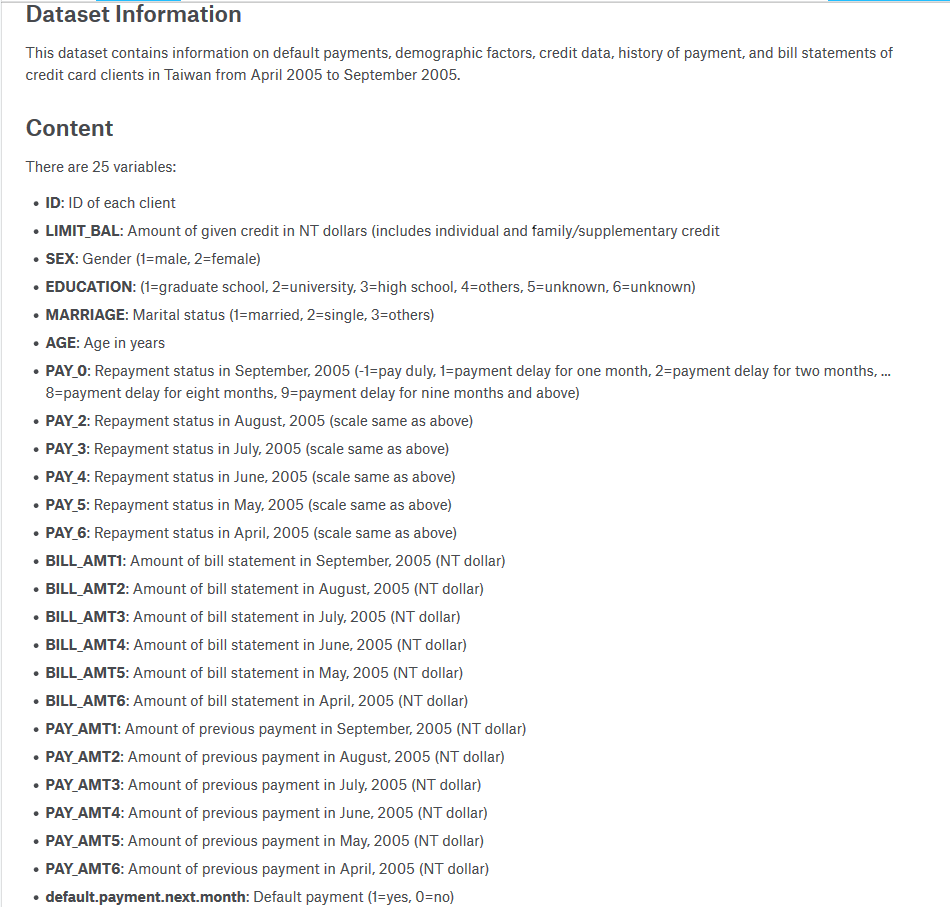 Dataset Information
This dataset contains information on default payments, demographic factors, credit data, history of payment, and bill statements of
credit card clients in Taiwan from April 2005 to September 2005.
Content
There are 25 variables:
• ID: ID of each client
• LIMIT_BAL: Amount of given credit in NT dollars (includes individual and family/supplementary credit
• SEX: Gender (1=male, 2=female)
• EDUCATION: (1=graduate school, 2=university, 3=high school, 4=others, 5=unknown, 6=unknown)
• MARRIAGE: Marital status (1=married, 2=single, 3=others)
• AGE: Age in years
• PAY_0: Repayment status in September, 2005 (-1=pay duly, 1=payment delay for one month, 2=payment delay for two months, ...
8=payment delay for eight months, 9=payment delay for nine months and above)
• PAY_2: Repayment status in August, 2005 (scale same as above)
• PAY_3: Repayment status in July, 2005 (scale same as above)
• PAY_4: Repayment status in June, 2005 (scale same as above)
• PAY_5: Repayment status in May, 2005 (scale same as above)
• PAY_6: Repayment status in April, 2005 (scale same as above)
• BILL_AMT1: Amount of bill statement in September, 2005 (NT dollar)
• BILL_AMT2: Amount of bill statement in August, 2005 (NT dollar)
• BILL_AMT3: Amount of bill statement in July, 2005 (NT dollar)
• BILL_AMT4: Amount of bill statement in June, 2005 (NT dollar)
• BILL_AMT5: Amount of bill statement in May, 2005 (NT dollar)
• BILL_AMT6: Amount of bill statement in April, 2005 (NT dollar)
• PAY_AMT1: Amount of previous payment in September, 2005 (NT dollar)
• PAY_AMT2: Amount of previous payment in August, 2005 (NT dollar)
• PAY_AMT3: Amount of previous payment in July, 2005 (NT dollar)
• PAY_AMT4: Amount of previous payment in June, 2005 (NT dollar)
• PAY_AMT5: Amount of previous payment in May, 2005 (NT dollar)
• PAY_AMT6: Amount of previous payment in April, 2005 (NT dollar)
• default.payment.next.month: Default payment (1=yes, 0=no)